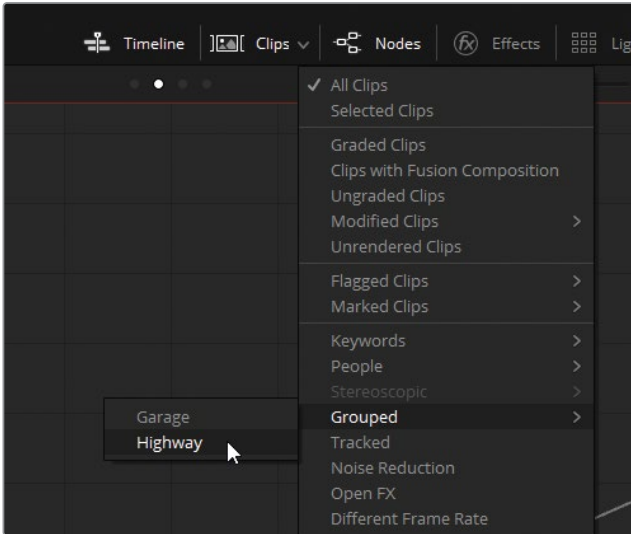 Timeline Clips Nodes fx Effects Lig
All Clips
Selected Clips
Graded Clips
Clips with Fusion Composition
Ungraded Clips
Modified Clips
Unrendered Clips
Flagged Clips
Marked Clips
Keywords
People
Stereoscopic
Grouped
Garage
Highway
Tracked
Noise Reduction
Open FX
Different Frame Rate